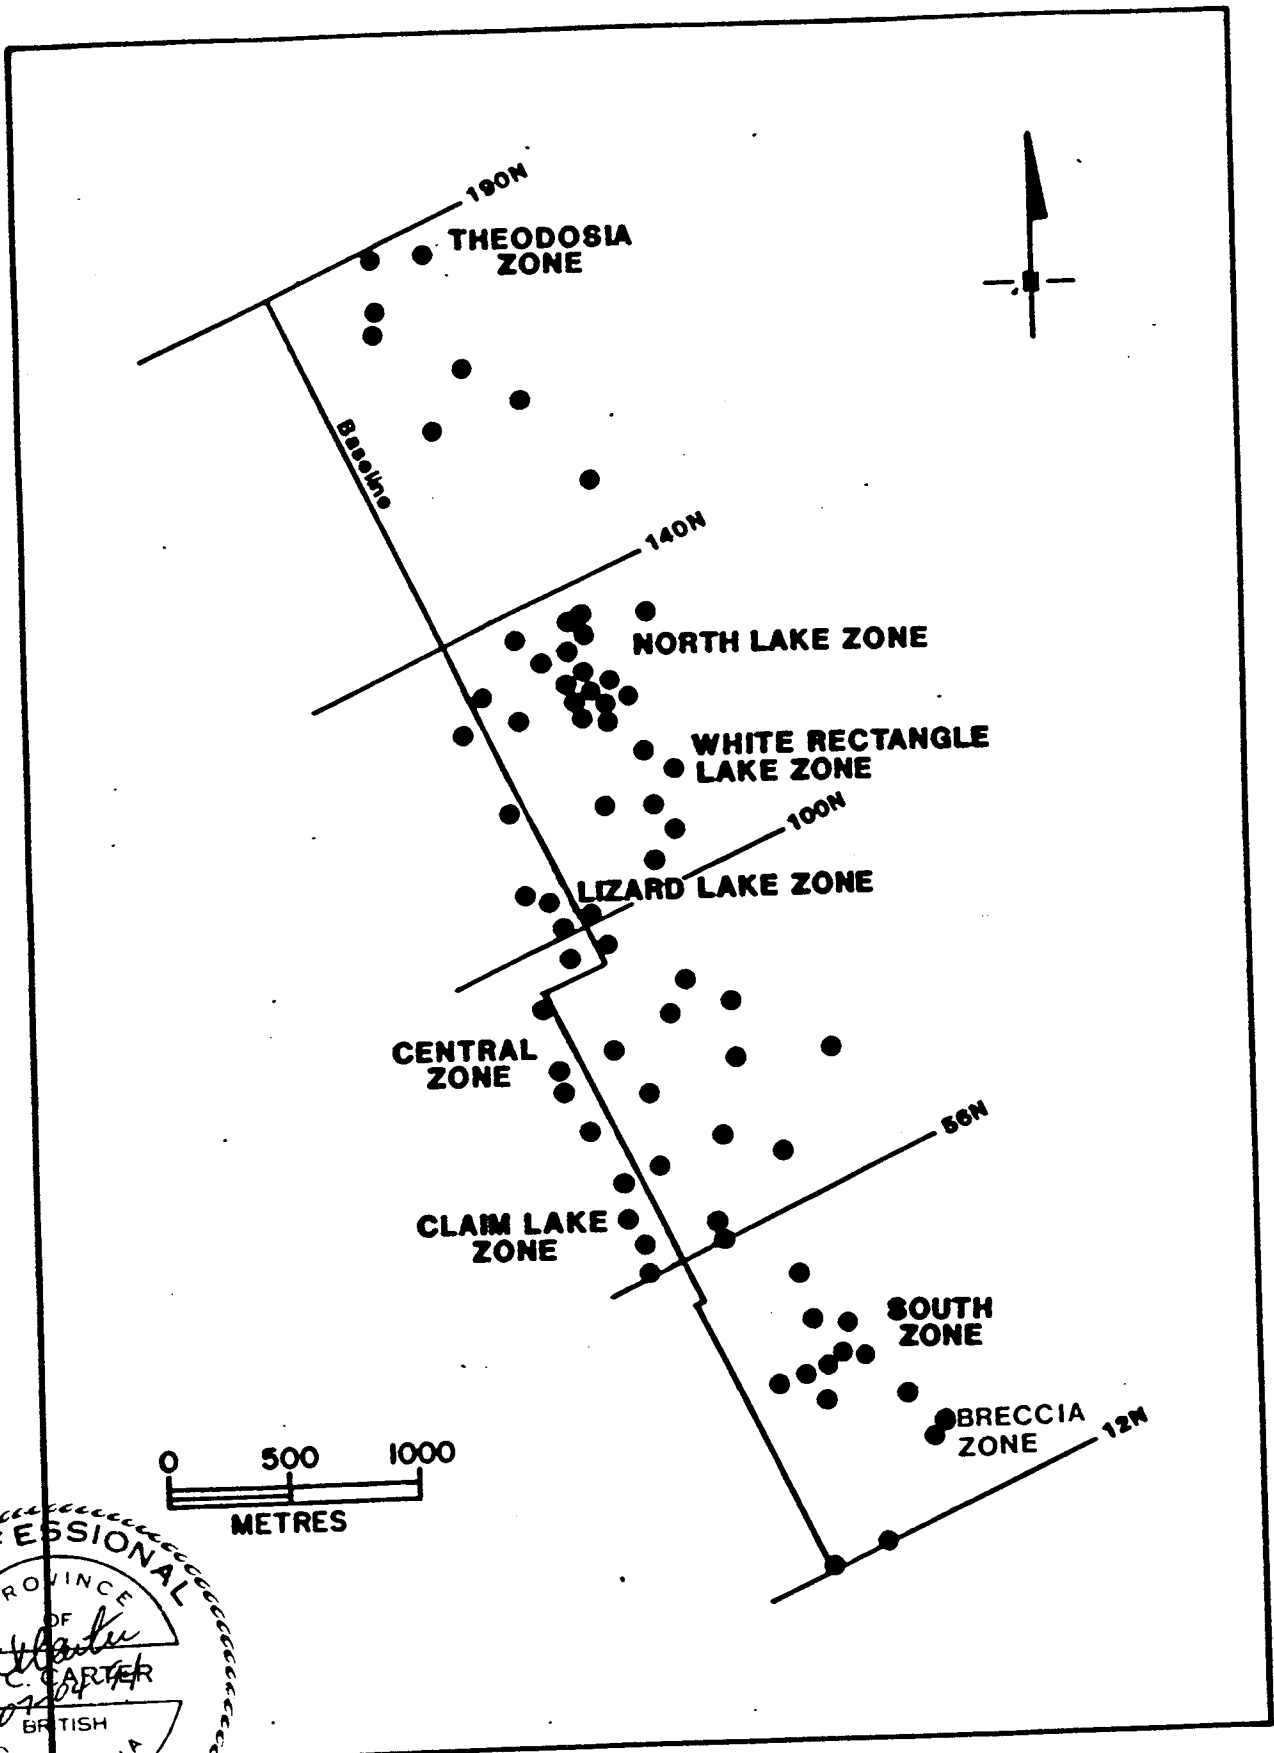 190N
THEODOSIA
ZONE
Baseline
140N
NORTH LAKE ZONE
WHITE RECTANGLE
LAKE ZONE
100N
LIZARD LAKE ZONE
CENTRAL
ZONE
56N
CLAIM LAKE
ZONE
SOUTH
ZONE
BRECCIA
ZONE
12N
0 500 1000
METRES
FESSIONAL
ROVINCE
OF
C. CARTER
BRITISH